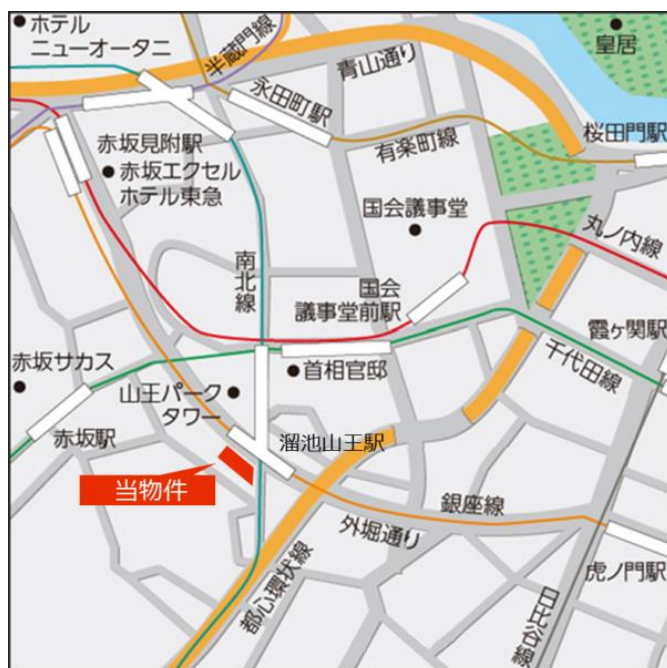 ホテル
ニューオータニ
半蔵門線
青山通り
皇居
永田町駅
桜田門駅
赤坂見附駅
有楽町線
赤坂エクセル
ホテル東急
国会議事堂
丸ノ内線
南北線
国会
議事堂前駅
霞ヶ関駅
赤坂サカス
首相官邸
千代田線
山王パーク
タワー
赤坂駅
溜池山王駅
当物件
銀座線
外堀通り
虎ノ門駅
都心環状線
日比谷線